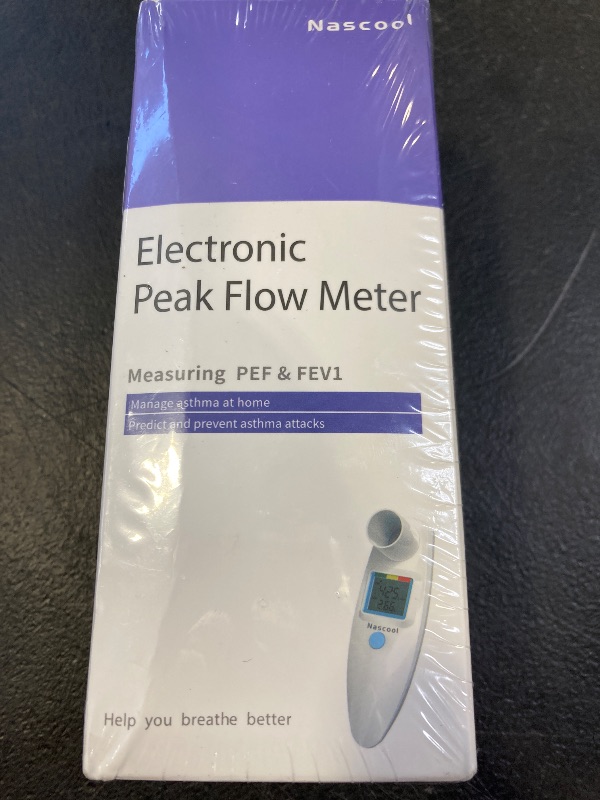 Nascool
Electronic
Peak Flow Meter
Measuring PEF & FEV1
Manage asthma at home
Predict and prevent asthma attacks
Nascool
Help you breathe better